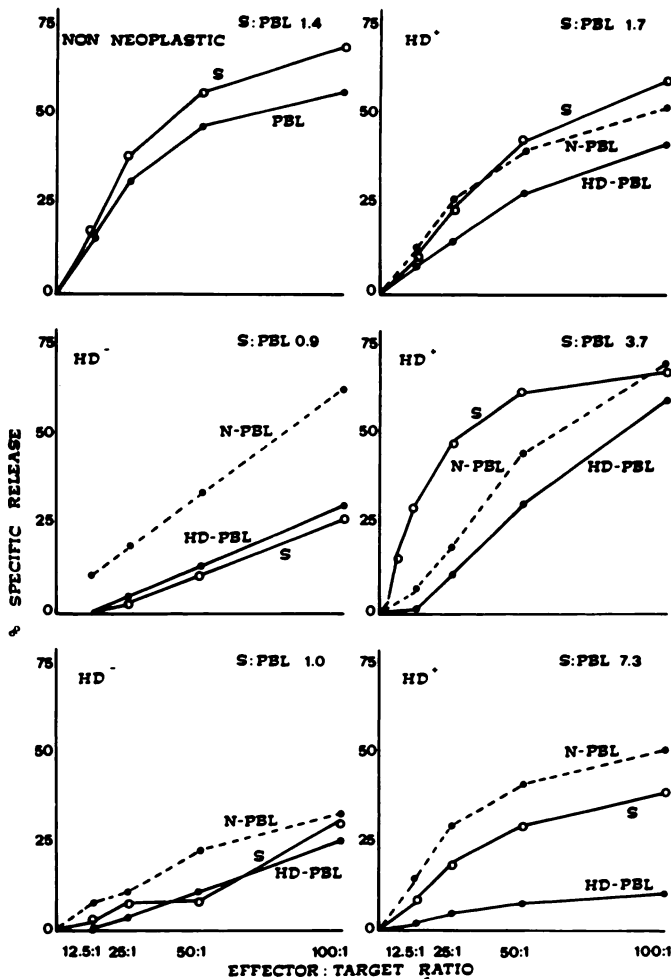 75
NON NEOPLASTIC
S:PBL 1.4
S
PBL
50
25
0
75
HD+
S:PBL 1.7
S
N-PBL
HD-PBL
50
25
0
75
HD-
S:PBL 0.9
N-PBL
HD-PBL
S
50
25
0
75
HD+
S:PBL 3.7
S
N-PBL
HD-PBL
50
25
0
% SPECIFIC RELEASE
75
HD-
S:PBL 1.0
N-PBL
S
HD-PBL
50
25
0
12.5:1 25:1 50:1 100:1
75
HD+
S:PBL 7.3
N-PBL
S
HD-PBL
50
25
0
12.5:1 25:1 50:1 100:1
EFFECTOR:TARGET RATIO